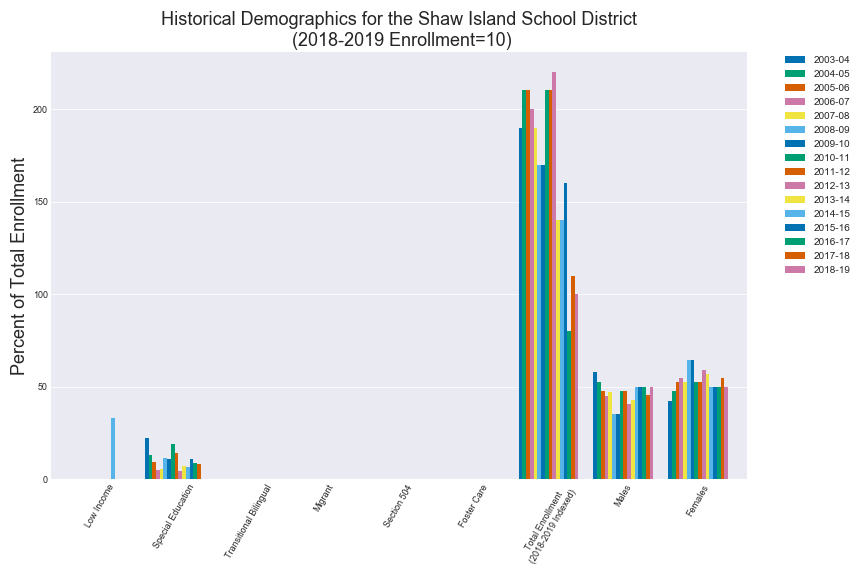 Historical Demographics for the Shaw Island School District
(2018-2019 Enrollment=10)
Percent of Total Enrollment
200
150
100
50
0
Low Income
Special Education
Transitional Bilingual
Migrant
Section 504
Foster Care
Total Enrollment
(2018-2019 Indexed)
Males
Females
2003-04
2004-05
2005-06
2006-07
2007-08
2008-09
2009-10
2010-11
2011-12
2012-13
2013-14
2014-15
2015-16
2016-17
2017-18
2018-19